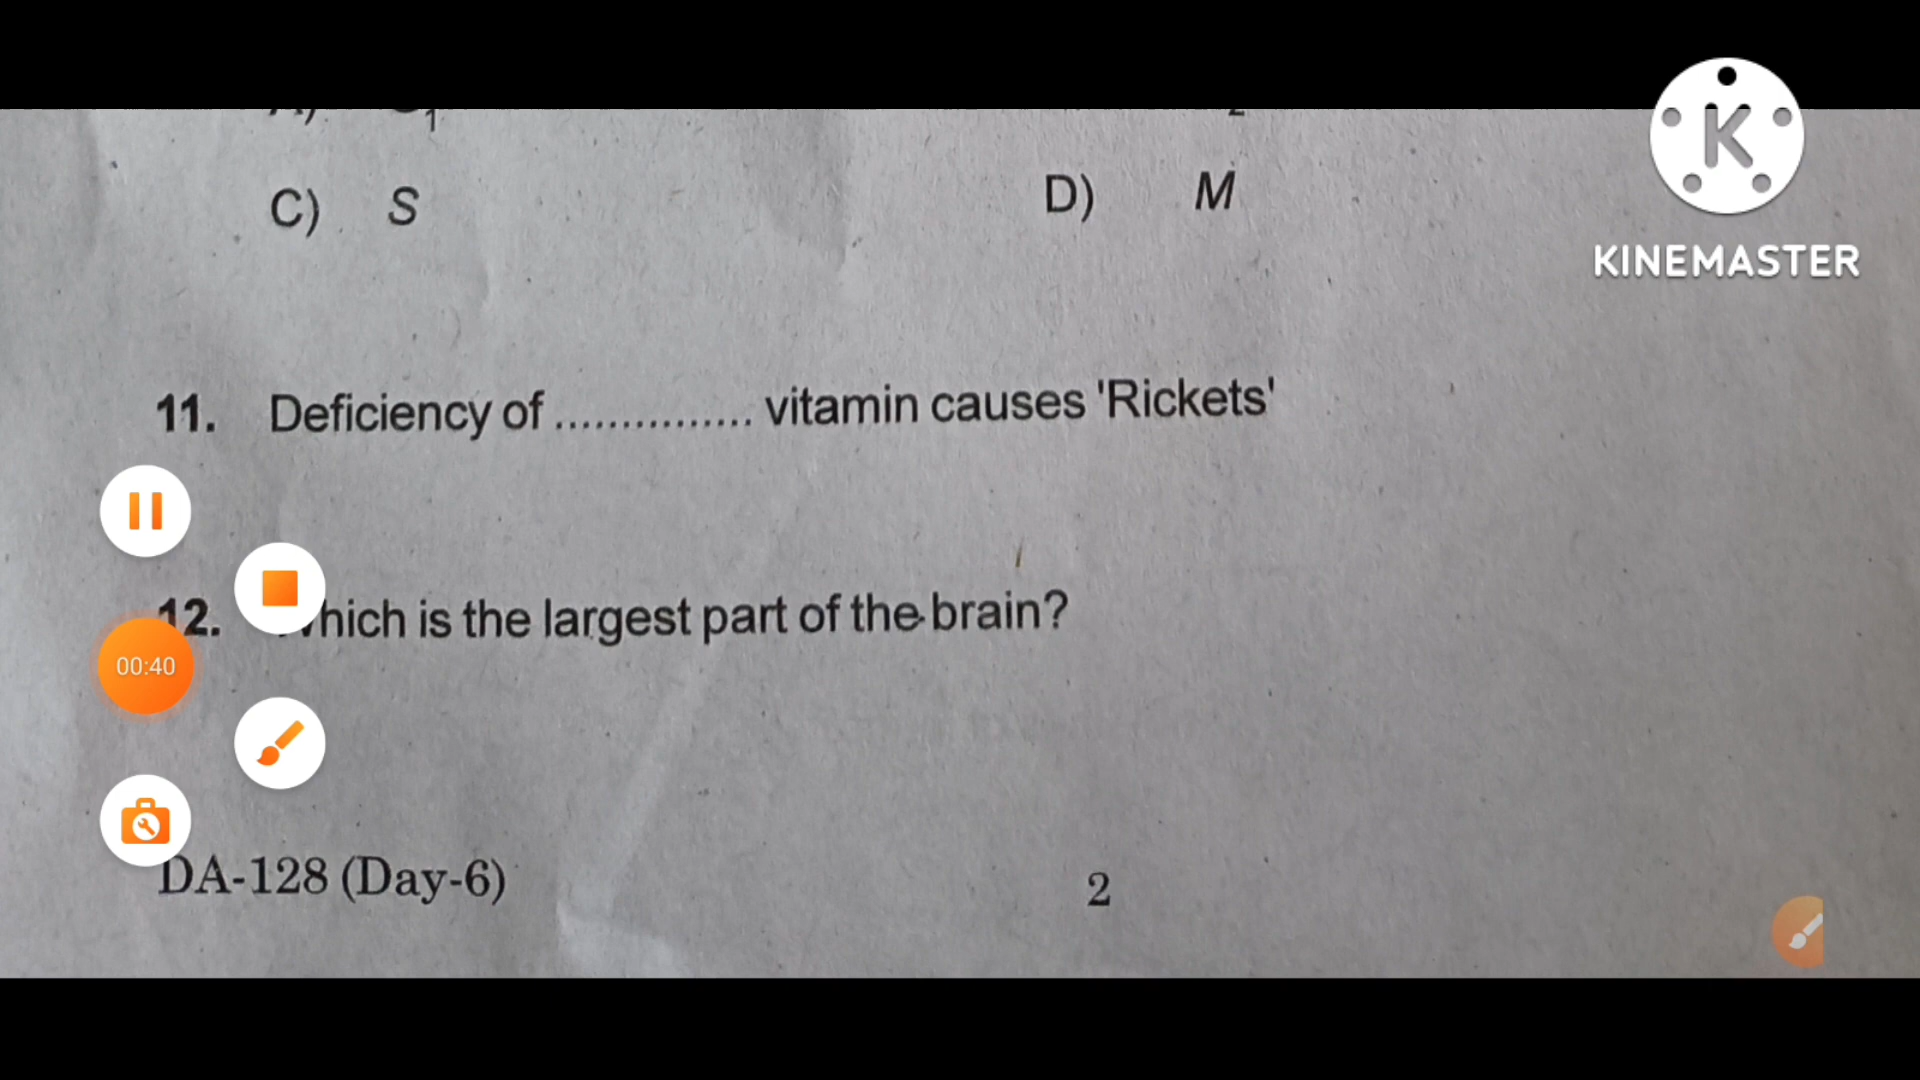 C) S D) M
KINEMASTER
11. Deficiency of ............... vitamin causes 'Rickets'
12. hich is the largest part of the brain?
00:40
DA-128 (Day-6) 2